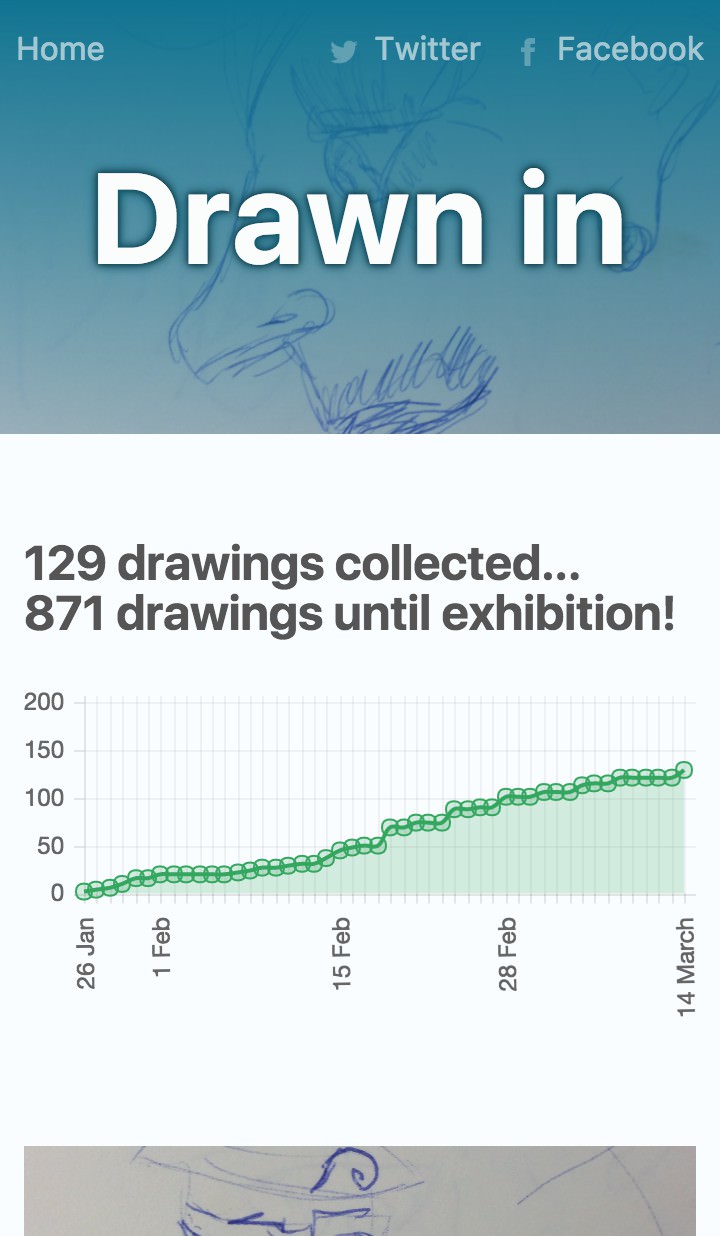 Home Twitter Facebook
Drawn in
129 drawings collected...
871 drawings until exhibition!
200
150
100
50
0
26 Jan
1 Feb
15 Feb
28 Feb
14 March